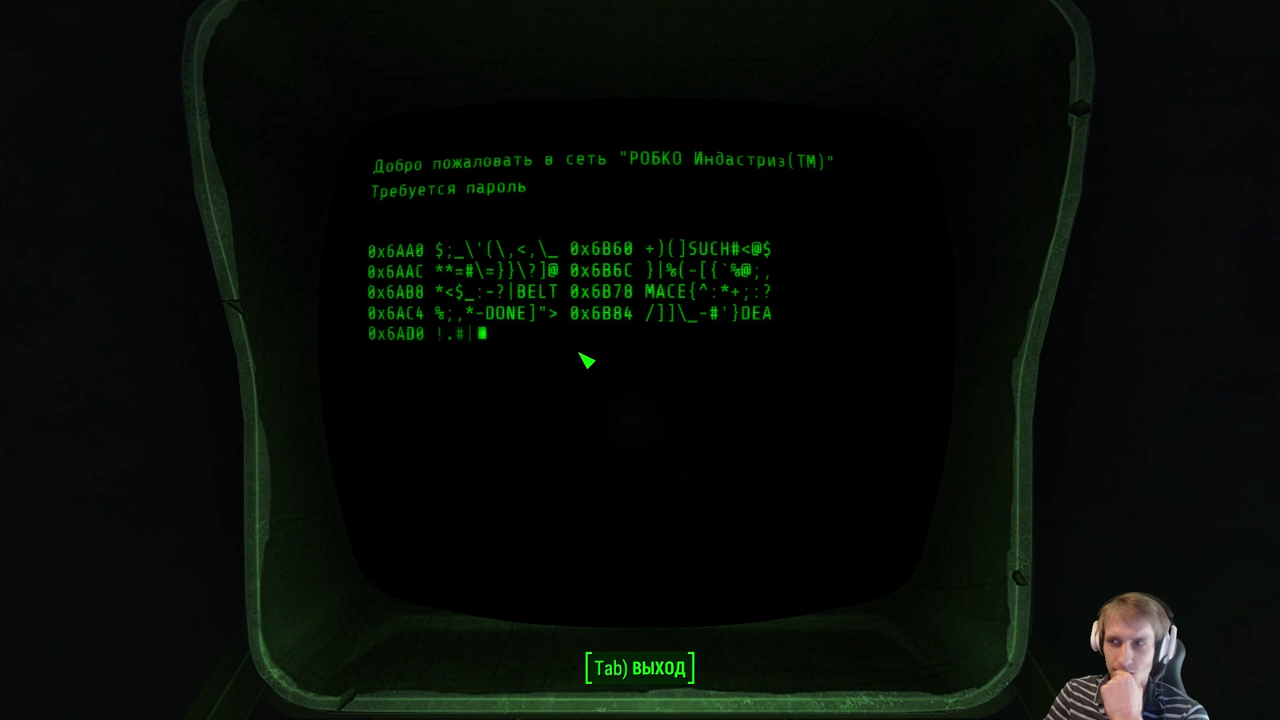 Добро пожаловать в сеть "РОБКО Индастриз(ТМ)"
Требуется пароль
0x6AA0 $;_\'(\,<,\_ 0x6B60 +)(]SUCH#<@$
0x6AAC **=#\=}}\?]@ 0x6B6C }|%(-[{`%@;,
0x6AB8 *<$_:-?|BELT 0x6B78 MACE{^:*+;:?
0x6AC4 %;,*-DONE]"> 0x6B84 /]]\_-#'}DEA
0x6AD0 !.#|
[Tab) ВЫХОД]